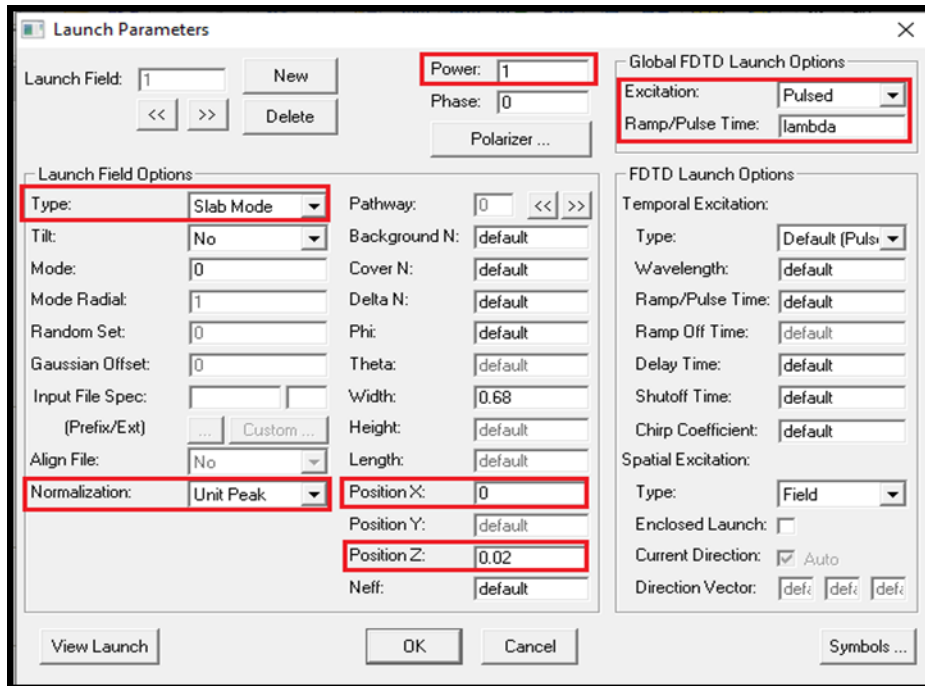 Launch Parameters
Launch Field: 1 New
<< >> Delete
Power: 1
Phase: 0
Polarizer ...
Global FDTD Launch Options
Excitation: Pulsed
Ramp/Pulse Time: lambda
Launch Field Options
Type: Slab Mode
Tilt: No
Mode: 0
Mode Radial: 1
Random Set: 0
Gaussian Offset: 0
Input File Spec:
(Prefix/Ext) ... Custom ...
Align File: No
Normalization: Unit Peak
Pathway: 0 << >>
Background N: default
Cover N: default
Delta N: default
Phi: default
Theta: default
Width: 0.68
Height: default
Length: default
Position X: 0
Position Y: default
Position Z: 0.02
Neff: default
FDTD Launch Options
Temporal Excitation:
Type: Default (Puls
Wavelength: default
Ramp/Pulse Time: default
Ramp Off Time: default
Delay Time: default
Shutoff Time: default
Chirp Coefficient: default
Spatial Excitation:
Type: Field
Enclosed Launch:
Current Direction: Auto
Direction Vector: defa defa defa
View Launch OK Cancel Symbols ...